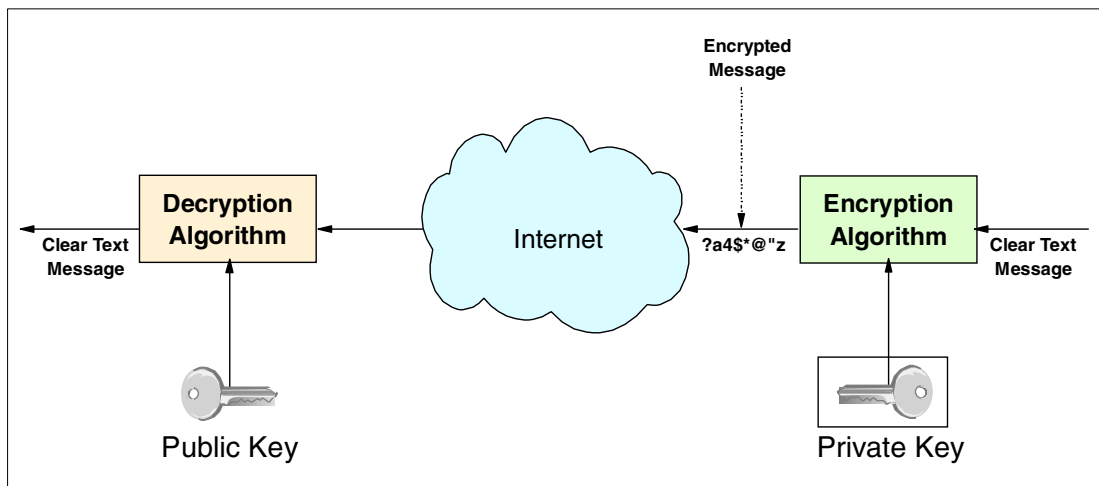 Encrypted
Message
Decryption
Algorithm
Encryption
Algorithm
Internet
?a4$*@"z
Clear Text
Message
Clear Text
Message
Public Key
Private Key